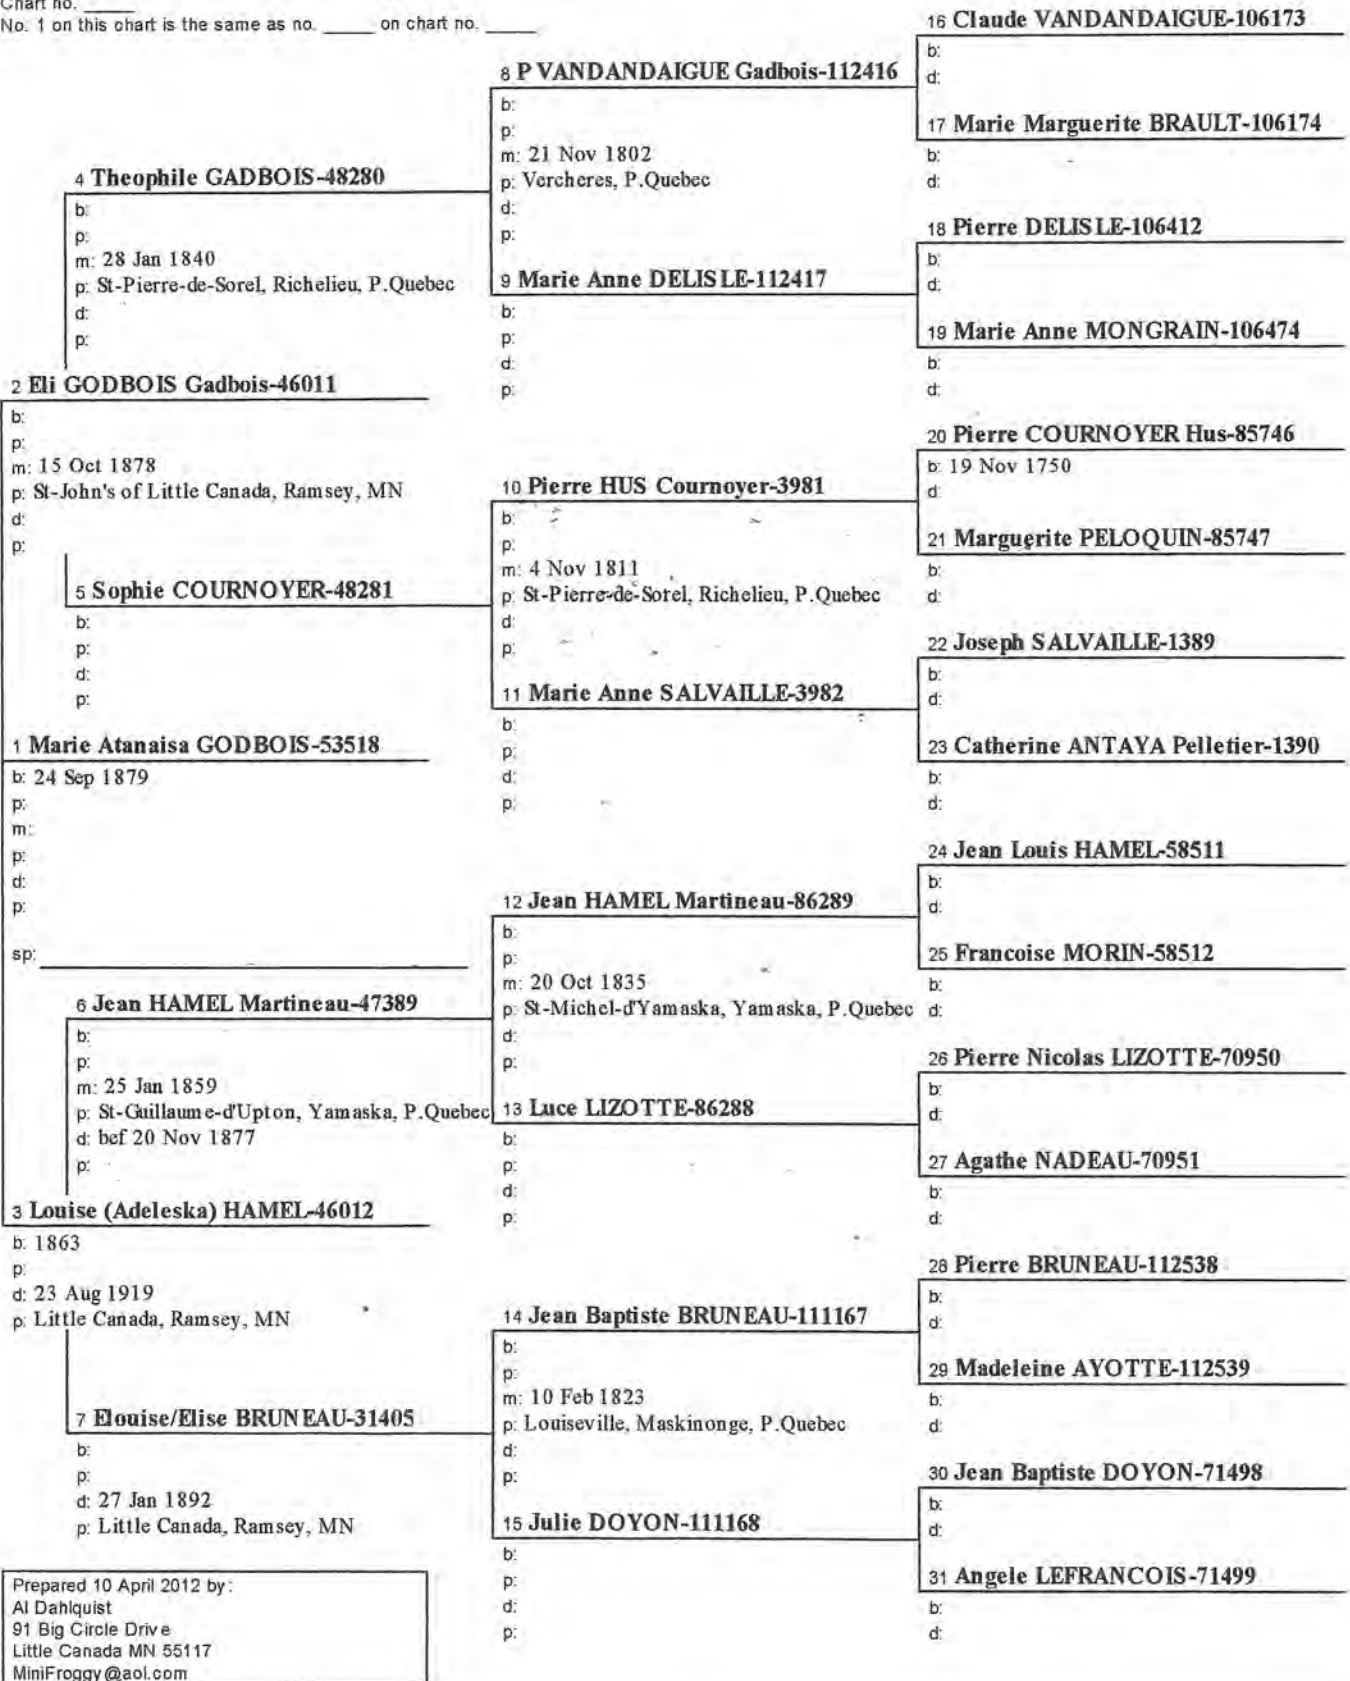 Chart no. _____
No. 1 on this chart is the same as no. _____ on chart no. _____
16 Claude VANDANDAIGUE-106173
b:
d:
8 P VANDANDAIGUE Gadbois-112416
b:
p:
m: 21 Nov 1802
p: Vercheres, P.Quebec
d:
p:
17 Marie Marguerite BRAULT-106174
b:
d:
4 Theophile GADBOIS-48280
b:
p:
m: 28 Jan 1840
p: St-Pierre-de-Sorel, Richelieu, P.Quebec
d:
p:
18 Pierre DELISLE-106412
b:
d:
9 Marie Anne DELISLE-112417
b:
p:
d:
p:
19 Marie Anne MONGRAIN-106474
b:
d:
2 Eli GODBOIS Gadbois-46011
b:
p:
m: 15 Oct 1878
p: St-John's of Little Canada, Ramsey, MN
d:
p:
20 Pierre COURNOYER Hus-85746
b: 19 Nov 1750
d:
10 Pierre HUS Cournoyer-3981
b:
p:
m: 4 Nov 1811
p: St-Pierre-de-Sorel, Richelieu, P.Quebec
d:
p:
21 Marguerite PELOQUIN-85747
b:
d:
5 Sophie COURNOYER-48281
b:
p:
d:
p:
22 Joseph SALVAILLE-1389
b:
d:
11 Marie Anne SALVAILLE-3982
b:
p:
d:
p:
23 Catherine ANTAYA Pelletier-1390
b:
d:
1 Marie Atanaisa GODBOIS-53518
b: 24 Sep 1879
p:
m:
p:
d:
p:
sp:
24 Jean Louis HAMEL-58511
b:
d:
12 Jean HAMEL Martineau-86289
b:
p:
m: 20 Oct 1835
p: St-Michel-d'Yamaska, Yamaska, P.Quebec
d:
p:
25 Francoise MORIN-58512
b:
d:
6 Jean HAMEL Martineau-47389
b:
p:
m: 25 Jan 1859
p: St-Guillaume-d'Upton, Yamaska, P.Quebec
d: bef 20 Nov 1877
p:
26 Pierre Nicolas LIZOTTE-70950
b:
d:
13 Luce LIZOTTE-86288
b:
p:
d:
p:
27 Agathe NADEAU-70951
b:
d:
3 Louise (Adeleska) HAMEL-46012
b: 1863
p:
d: 23 Aug 1919
p: Little Canada, Ramsey, MN
28 Pierre BRUNEAU-112538
b:
d:
14 Jean Baptiste BRUNEAU-111167
b:
p:
m: 10 Feb 1823
p: Louiseville, Maskinonge, P.Quebec
d:
p:
29 Madeleine AYOTTE-112539
b:
d:
7 Elouise/Elise BRUNEAU-31405
b:
p:
d: 27 Jan 1892
p: Little Canada, Ramsey, MN
30 Jean Baptiste DOYON-71498
b:
d:
15 Julie DOYON-111168
b:
p:
d:
p:
31 Angele LEFRANCOIS-71499
b:
d:
Prepared 10 April 2012 by:
Al Dahlquist
91 Big Circle Drive
Little Canada MN 55117
MiniFroggy@aol.com